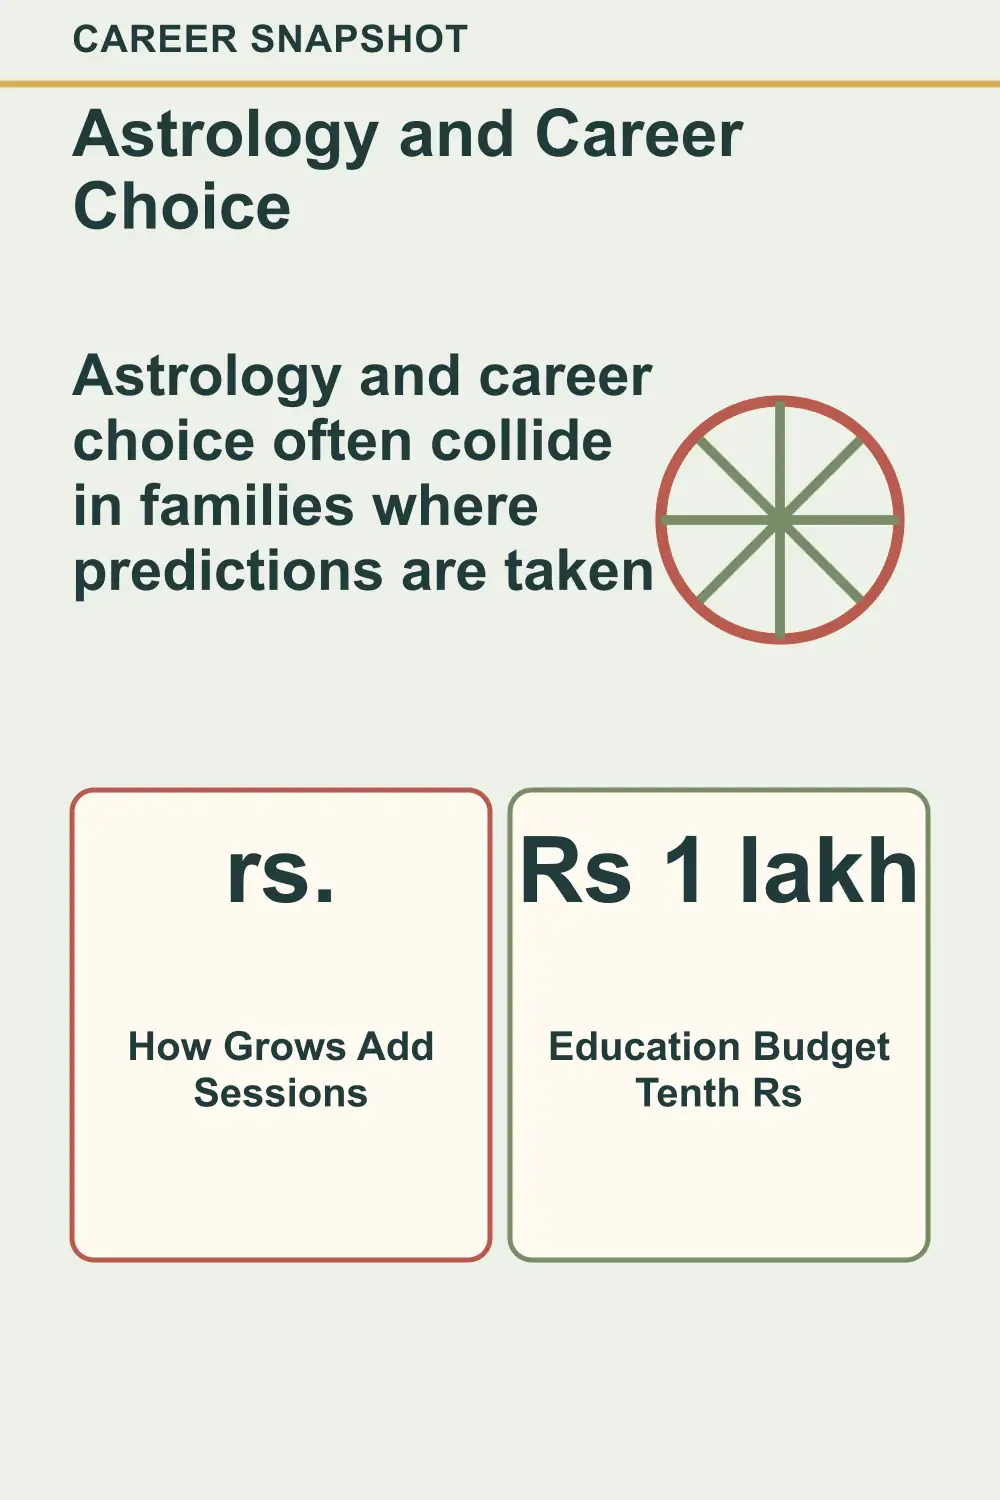 CAREER SNAPSHOT
Astrology and Career
Choice
Astrology and career
choice often collide
in families where
predictions are taken
rs.
How Grows Add
Sessions
Rs 1 lakh
Education Budget
Tenth Rs